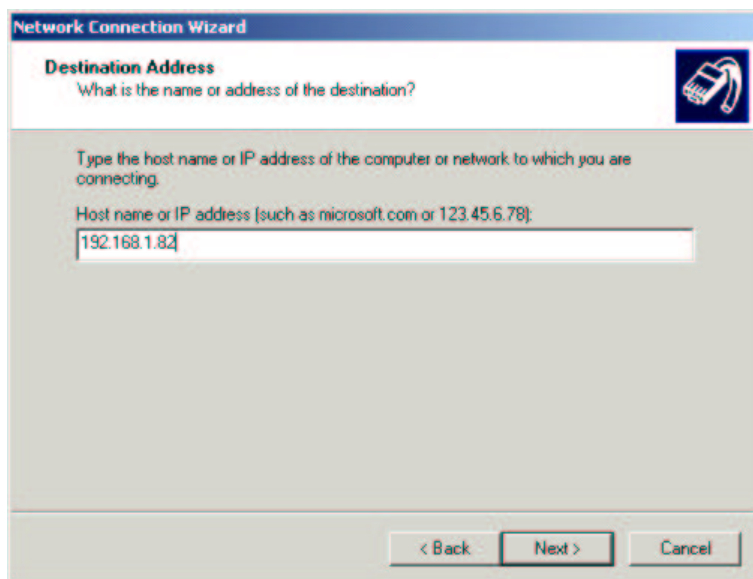 Network Connection Wizard
Destination Address
What is the name or address of the destination?
Type the host name or IP address of the computer or network to which you are
connecting.
Host name or IP address (such as microsoft.com or 123.45.6.78):
192.168.1.82
< Back
Next >
Cancel